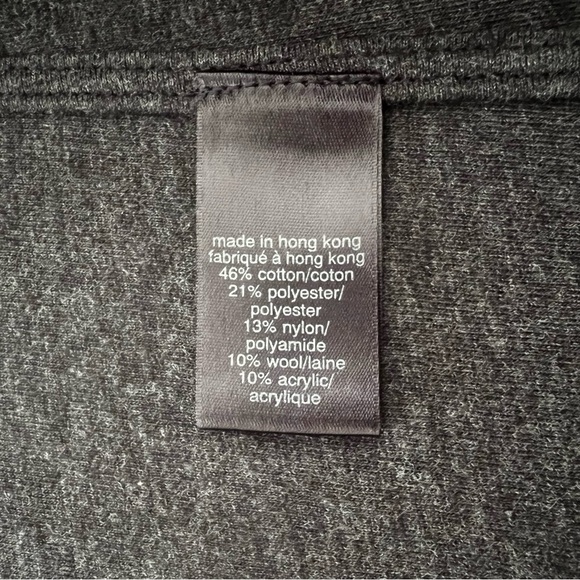 made in hong kong
fabriqué à hong kong
46% cotton/coton
21% polyester/
polyester
13% nylon/
polyamide
10% wool/laine
10% acrylic/
acrylique